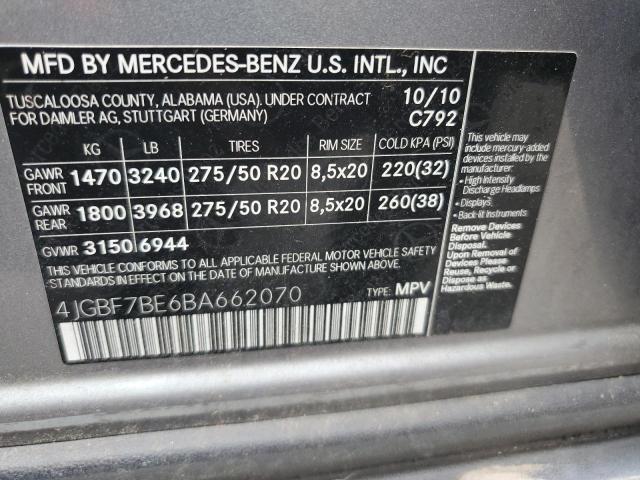 MFD BY MERCEDES-BENZ U.S. INTL., INC
TUSCALOOSA COUNTY, ALABAMA (USA). UNDER CONTRACT 10/10
FOR DAIMLER AG, STUTTGART (GERMANY) C792
KG LB TIRES RIM SIZE COLD KPA (PSI)
GAWR FRONT 1470 3240 275/50 R20 8,5x20 220(32)
GAWR REAR 1800 3968 275/50 R20 8,5x20 260(38)
GVWR 3150 6944
THIS VEHICLE CONFORMS TO ALL APPLICABLE FEDERAL MOTOR VEHICLE SAFETY
STANDARDS IN EFFECT ON THE DATE OF MANUFACTURE SHOWN ABOVE.
4JGBF7BE6BA662070 TYPE: MPV
This vehicle may
include mercury-added
devices installed by the
manufacturer:
• High Intensity
Discharge Headlamps
• Displays
• Back-lit Instruments
Remove Devices
Before Vehicle
Disposal.
Upon Removal of
Devices Please
Reuse, Recycle or
Dispose as
Hazardous Waste.